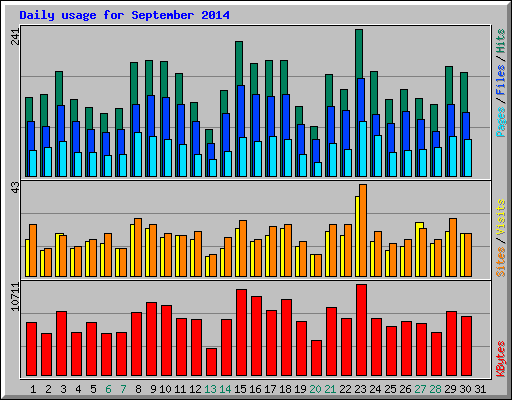 Daily usage for September 2014
241
Pages / Files / Hits
43
Sites / Visits
10711
KBytes
1 2 3 4 5 6 7 8 9 10 11 12 13 14 15 16 17 18 19 20 21 22 23 24 25 26 27 28 29 30 31